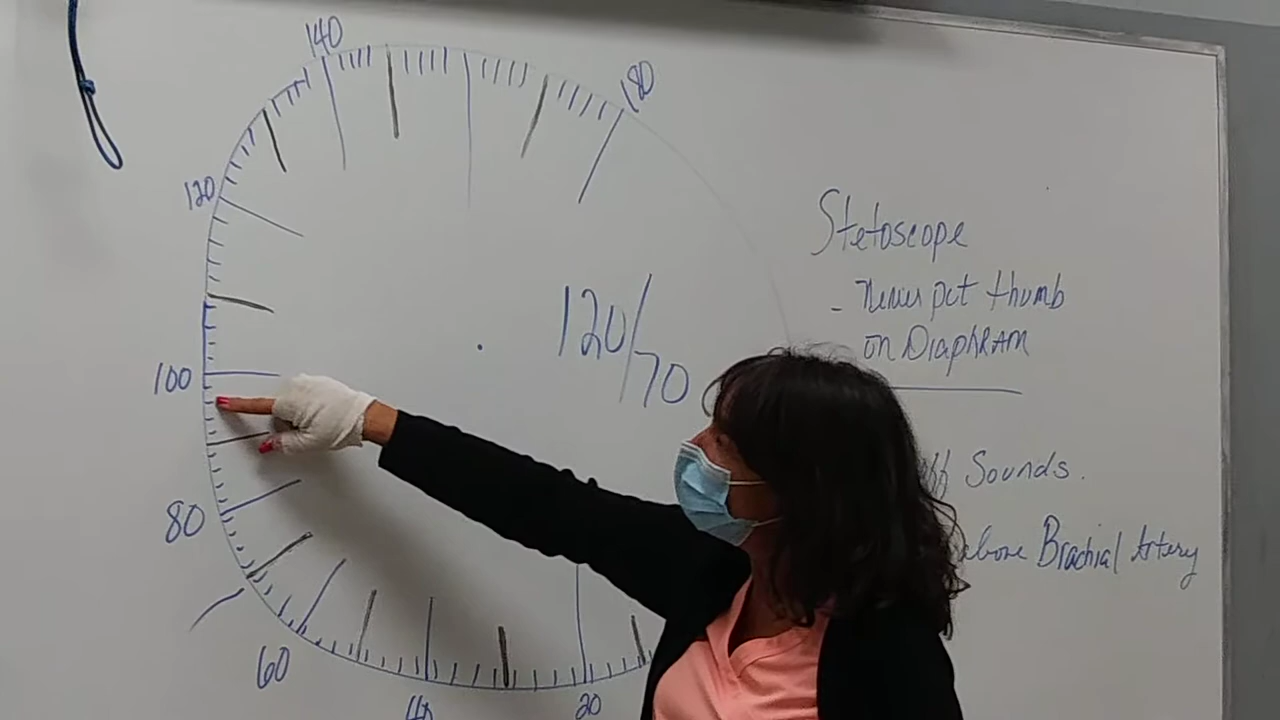 140
180
120
100
80
60
40
20
120/70
Stetoscope
- Never put thumb
on Diaphram
Sounds.
above Brachial Artery